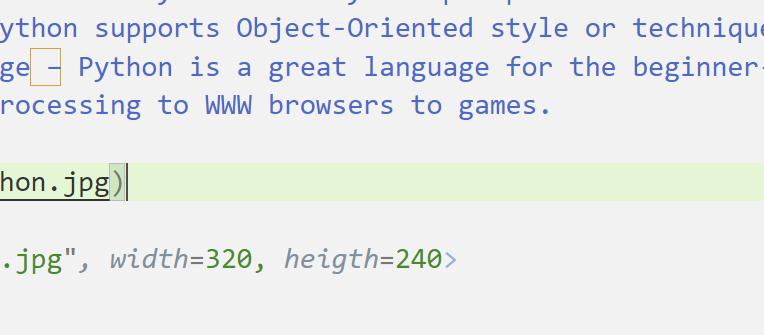 ython supports Object-Oriented style or technique
ge – Python is a great language for the beginner-
rocessing to WWW browsers to games.
hon.jpg)
.jpg", width=320, heigth=240>